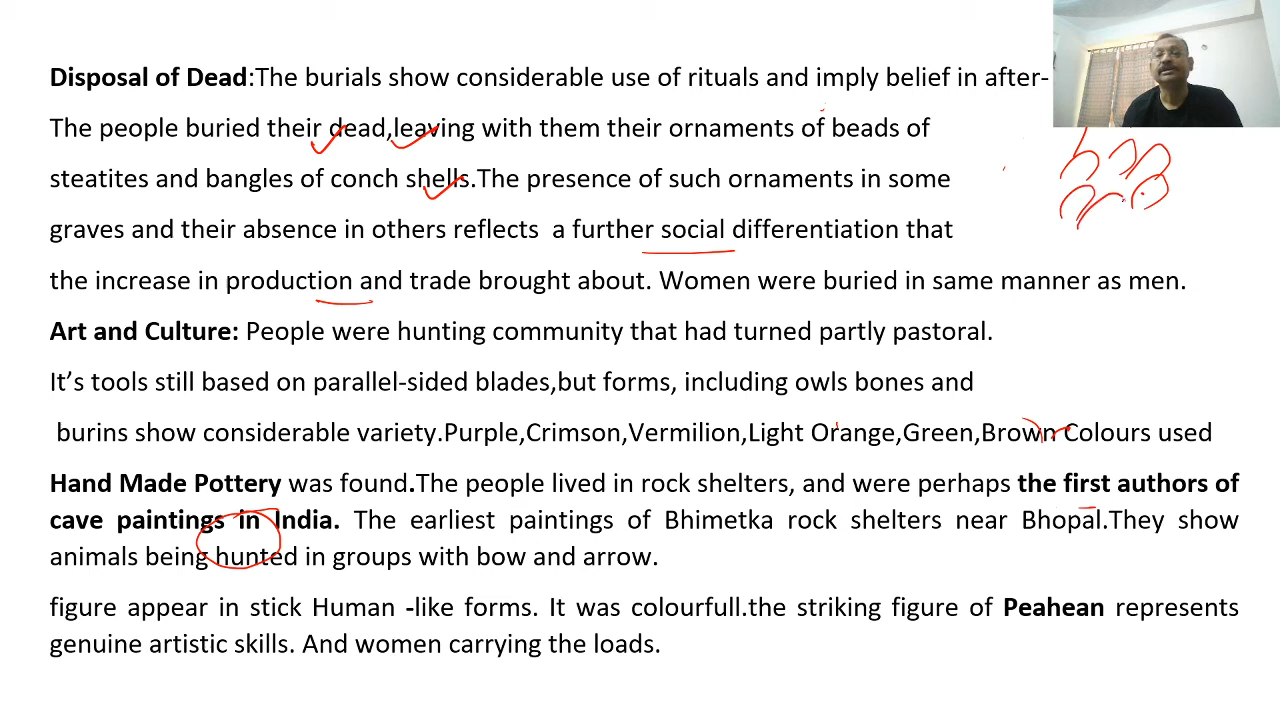 Disposal of Dead:The burials show considerable use of rituals and imply belief in after-
The people buried their dead,leaving with them their ornaments of beads of
steatites and bangles of conch shells.The presence of such ornaments in some
graves and their absence in others reflects a further social differentiation that
the increase in production and trade brought about. Women were buried in same manner as men.
Art and Culture: People were hunting community that had turned partly pastoral.
It's tools still based on parallel-sided blades,but forms, including owls bones and
burins show considerable variety.Purple,Crimson,Vermilion,Light Orange,Green,Brown Colours used
Hand Made Pottery was found.The people lived in rock shelters, and were perhaps the first authors of
cave paintings in India. The earliest paintings of Bhimetka rock shelters near Bhopal.They show
animals being hunted in groups with bow and arrow.
figure appear in stick Human -like forms. It was colourfull.the striking figure of Peahean represents
genuine artistic skills. And women carrying the loads.